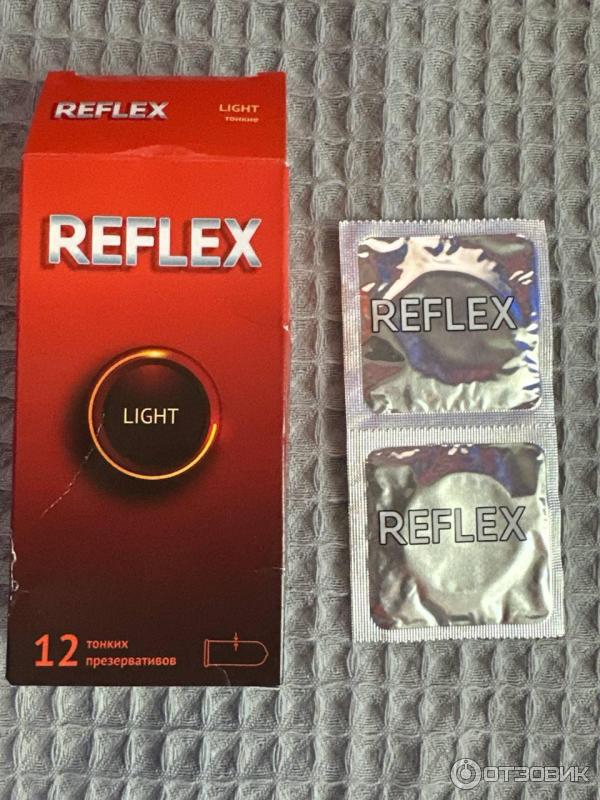 REFLEX
LIGHT
тонкие
REFLEX
LIGHT
12 тонких
презервативов
REFLEX
REFLEX
ОТЗОВИК